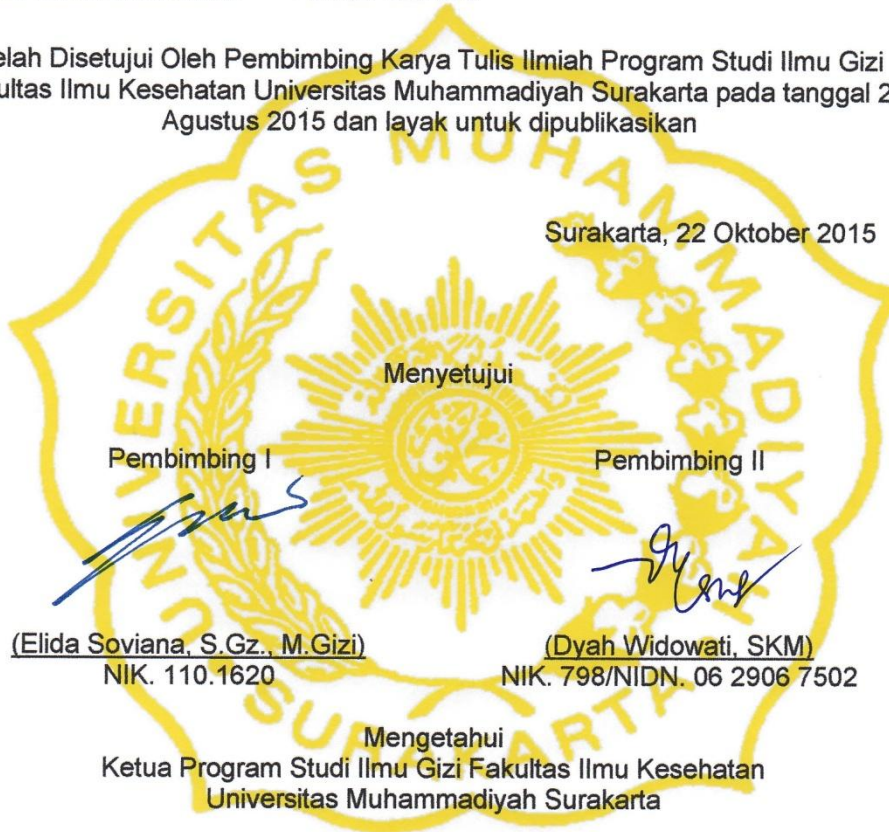 elah Disetujui Oleh Pembimbing Karya Tulis Ilmiah Program Studi Ilmu Gizi
ultas Ilmu Kesehatan Universitas Muhammadiyah Surakarta pada tanggal 2
Agustus 2015 dan layak untuk dipublikasikan
UNIVERSITAS MUHAMMADIYAH
SURAKARTA
Surakarta, 22 Oktober 2015
Menyetujui
Pembimbing I
Pembimbing II
(Elida Soviana, S.Gz., M.Gizi)
(Dyah Widowati, SKM)
NIK. 110.1620
NIK. 798/NIDN. 06 2906 7502
Mengetahui
Ketua Program Studi Ilmu Gizi Fakultas Ilmu Kesehatan
Universitas Muhammadiyah Surakarta